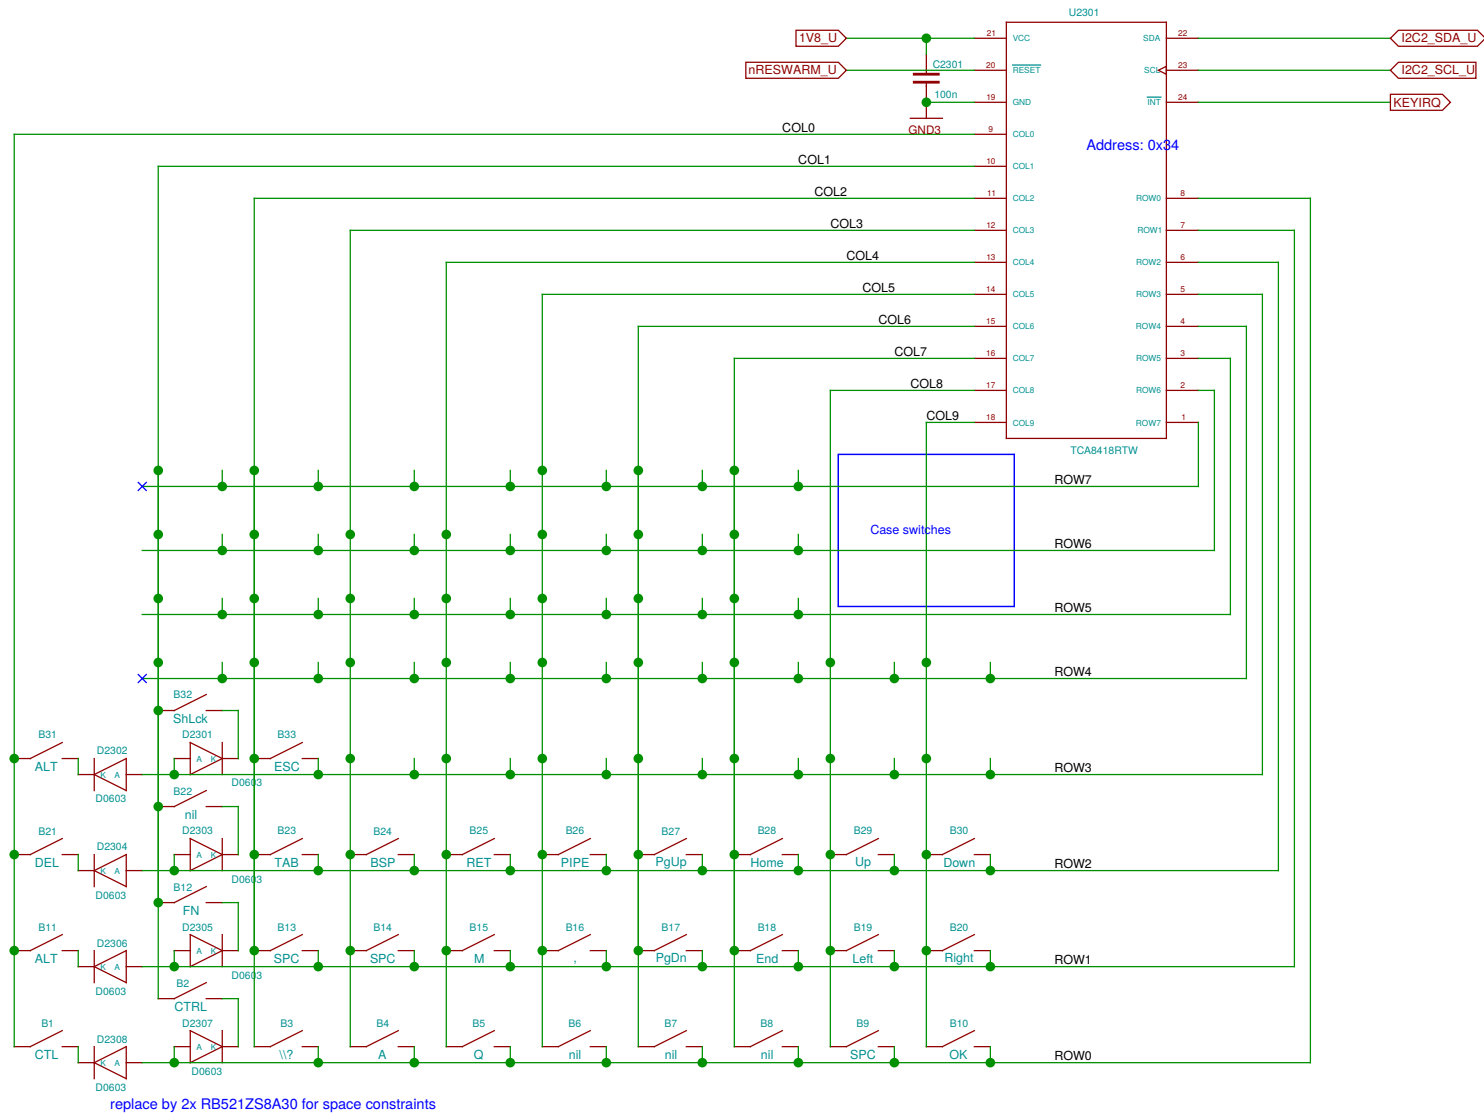 U2301
1V8_U 21 VCC SDA 22 I2C2_SDA_U
nRESWARM_U C2301 20 RESET SCL 23 I2C2_SCL_U
100n 19 GND INT 24 KEYIRQ
GND3
COL0 9 COL0
Address: 0x34
COL1 10 COL1
COL2 11 COL2 ROW0 8
COL3 12 COL3 ROW1 7
COL4 13 COL4 ROW2 6
COL5 14 COL5 ROW3 5
COL6 15 COL6 ROW4 4
COL7 16 COL7 ROW5 3
COL8 17 COL8 ROW6 2
COL9 18 COL9 ROW7 1
TCA8418RTW
ROW7
Case switches
ROW6
ROW5
ROW4
B32
ShLck
B31 D2302 D2301 B33
ALT K A A K ESC ROW3
D0603 D0603
B22
nil
B21 D2304 D2303 B23 B24 B25 B26 B27 B28 B29 B30
DEL K A A K TAB BSP RET PIPE PgUp Home Up Down ROW2
D0603 D0603
B12
FN
B11 D2306 D2305 B13 B14 B15 B16 B17 B18 B19 B20
ALT K A A K SPC SPC M , PgDn End Left Right ROW1
D0603 D0603
B2
CTRL
B1 D2308 D2307 B3 B4 B5 B6 B7 B8 B9 B10
CTL K A A K \\? A Q nil nil nil SPC OK ROW0
D0603 D0603
replace by 2x RB521ZS8A30 for space constraints